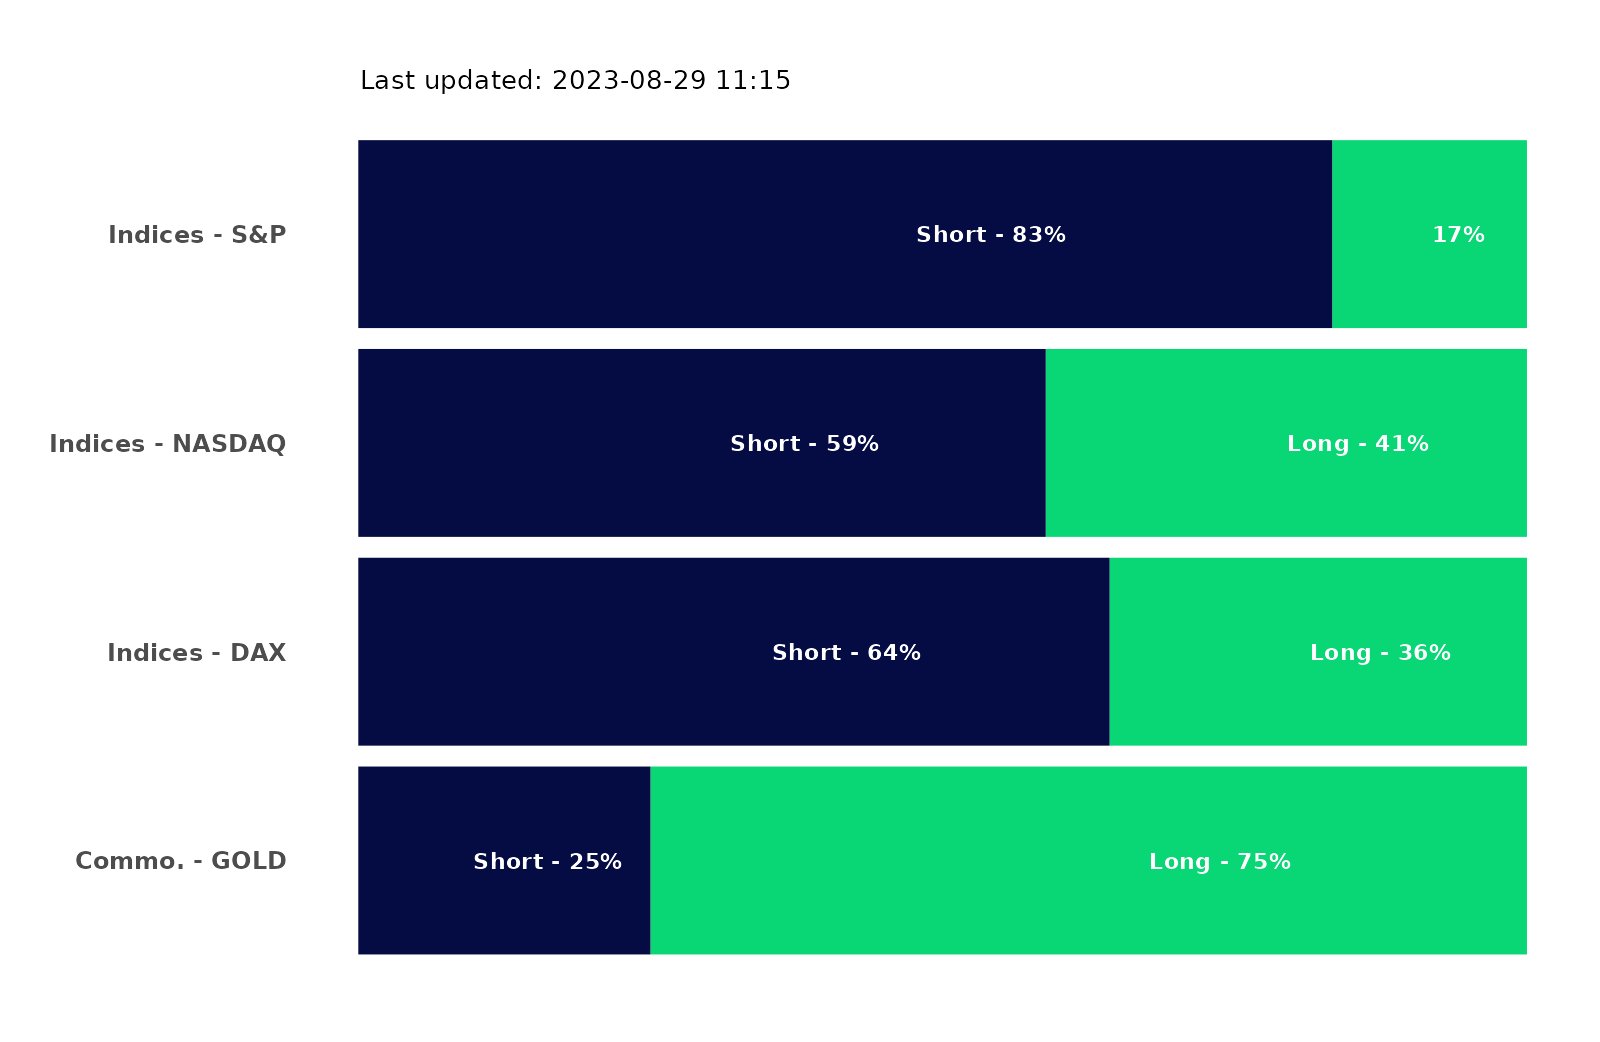 Last updated: 2023-08-29 11:15
Indices - S&P Short - 83% 17%
Indices - NASDAQ Short - 59% Long - 41%
Indices - DAX Short - 64% Long - 36%
Commo. - GOLD Short - 25% Long - 75%